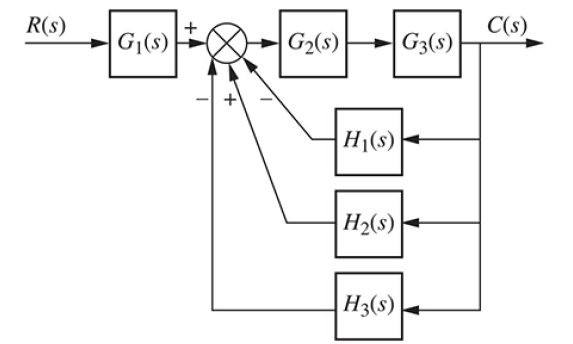 R(s) C(s)
G₁(s) + G₂(s) G₃(s)
− + −
H₁(s)
H₂(s)
H₃(s)